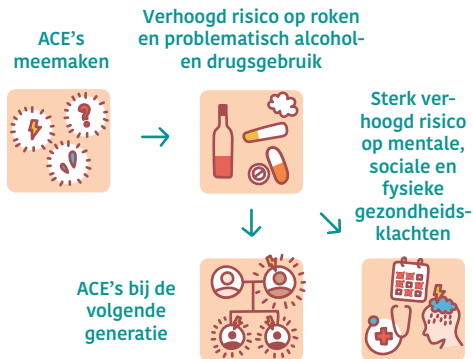 ACE's
meemaken
Verhoogd risico op roken
en problematisch alcohol-
en drugsgebruik
Sterk ver-
hoogd risico
op mentale,
sociale en
fysieke
gezondheids-
klachten
ACE's bij de
volgende
generatie